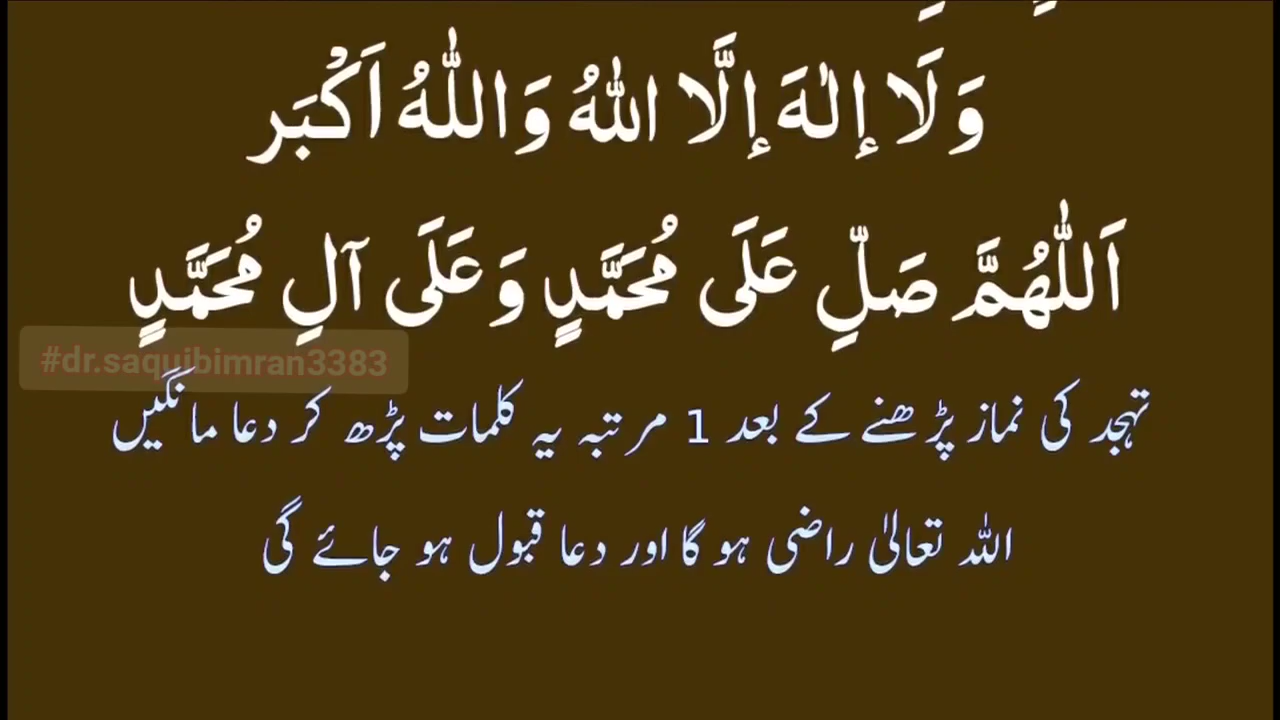 وَلَا إِلٰهَ إِلَّا اللّٰهُ وَاللّٰهُ اَكْبَر
اَللّٰهُمَّ صَلِّ عَلَى مُحَمَّدٍ وَعَلَى آلِ مُحَمَّدٍ
#dr.saquibimran3383
تہجد کی نماز پڑھنے کے بعد 1 مرتبہ یہ کلمات پڑھ کر دعا مانگیں
اللہ تعالیٰ راضی ہو گا اور دعا قبول ہو جائے گی